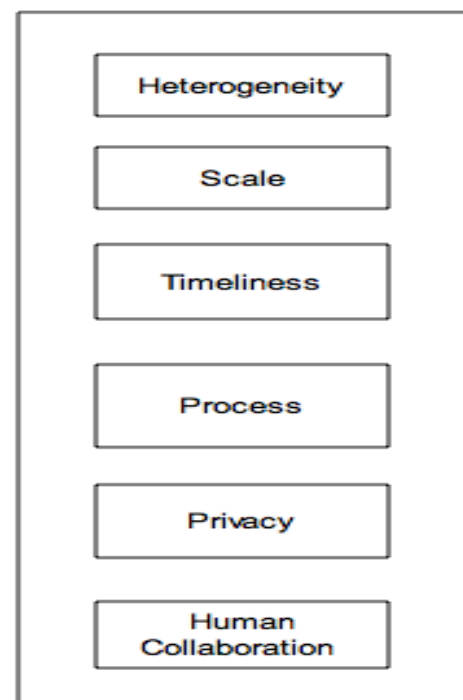 Heterogeneity
Scale
Timeliness
Process
Privacy
Human
Collaboration